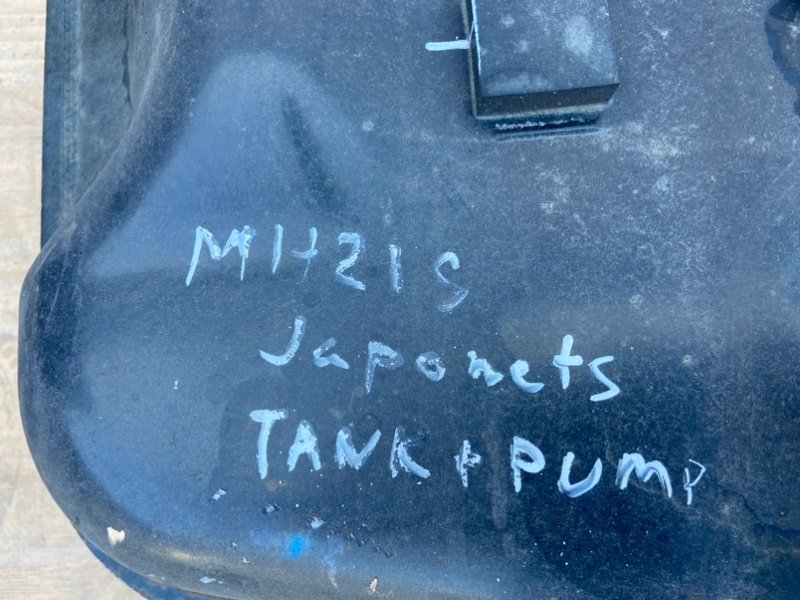 MH21S
Japonets
TANK + PUMP